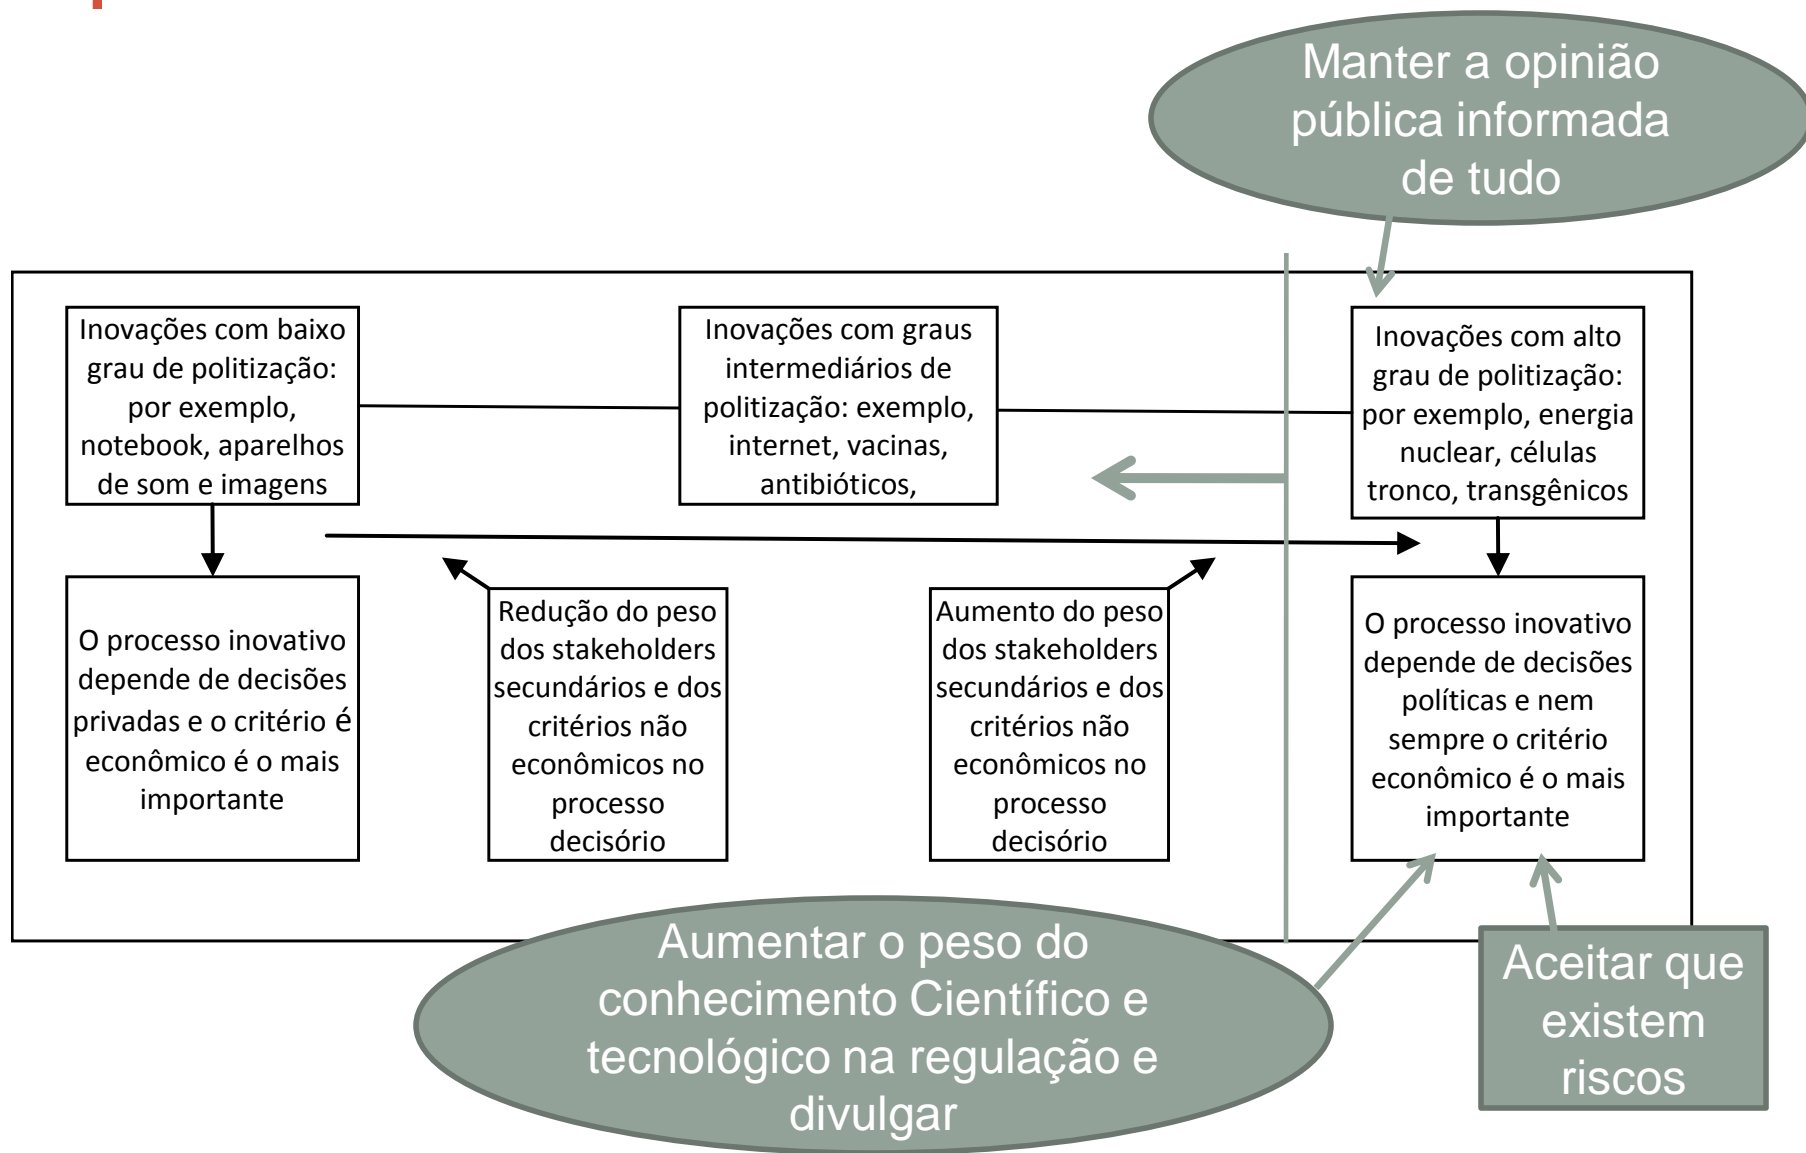 Manter a opinião
pública informada
de tudo
Inovações com baixo
grau de politização:
por exemplo,
notebook, aparelhos
de som e imagens
Inovações com graus
intermediários de
politização: exemplo,
internet, vacinas,
antibióticos,
Inovações com alto
grau de politização:
por exemplo, energia
nuclear, células
tronco, transgênicos
O processo inovativo
depende de decisões
privadas e o critério é
econômico é o mais
importante
Redução do peso
dos stakeholders
secundários e dos
critérios não
econômicos no
processo
decisório
Aumento do peso
dos stakeholders
secundários e dos
critérios não
econômicos no
processo
decisório
O processo inovativo
depende de decisões
políticas e nem
sempre o critério
econômico é o mais
importante
Aumentar o peso do
conhecimento Científico e
tecnológico na regulação e
divulgar
Aceitar que
existem
riscos